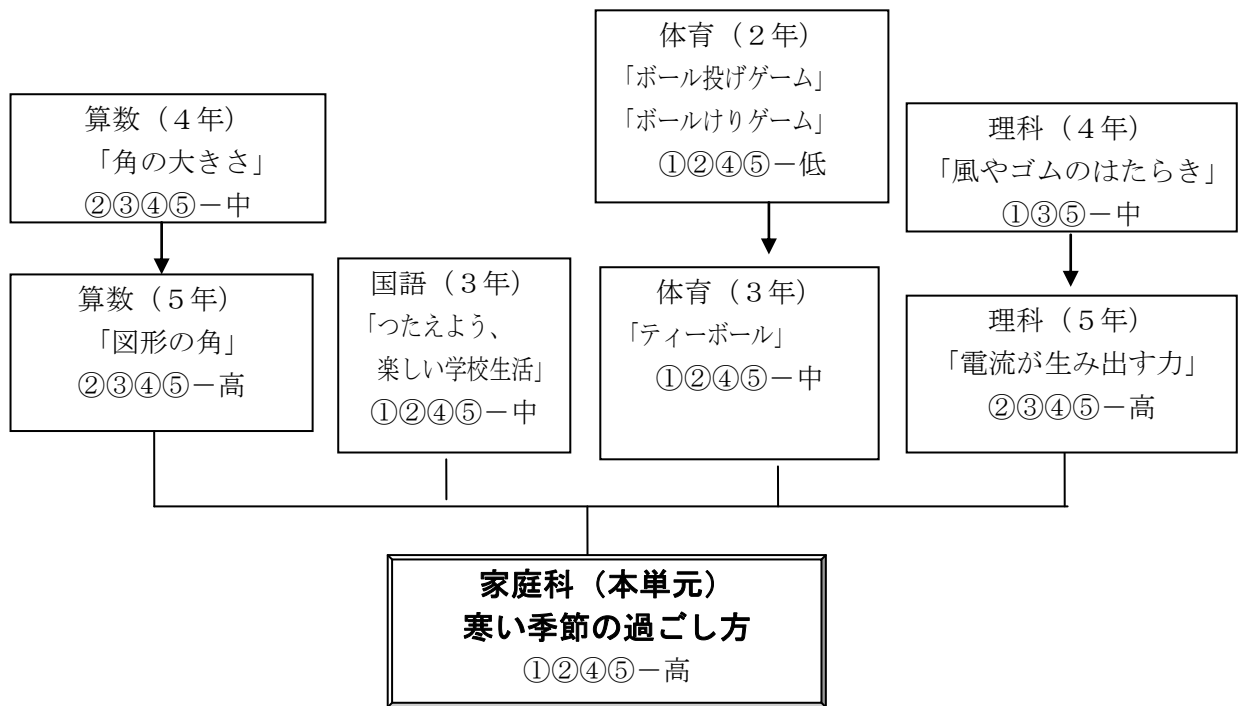 体育（２年）
「ボール投げゲーム」
「ボールけりゲーム」
①②④⑤－低
算数（４年）
「角の大きさ」
②③④⑤－中
理科（４年）
「風やゴムのはたらき」
①③⑤－中
算数（５年）
「図形の角」
②③④⑤－高
国語（３年）
「つたえよう、
楽しい学校生活」
①②④⑤－中
体育（３年）
「ティーボール」
①②④⑤－中
理科（５年）
「電流が生み出す力」
②③④⑤－高
家庭科（本単元）
寒い季節の過ごし方
①②④⑤－高